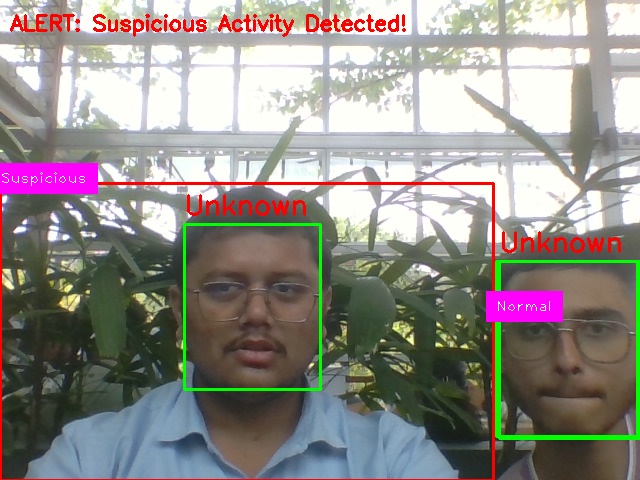 ALERT: Suspicious Activity Detected!
Suspicious
Unknown
Unknown
Normal